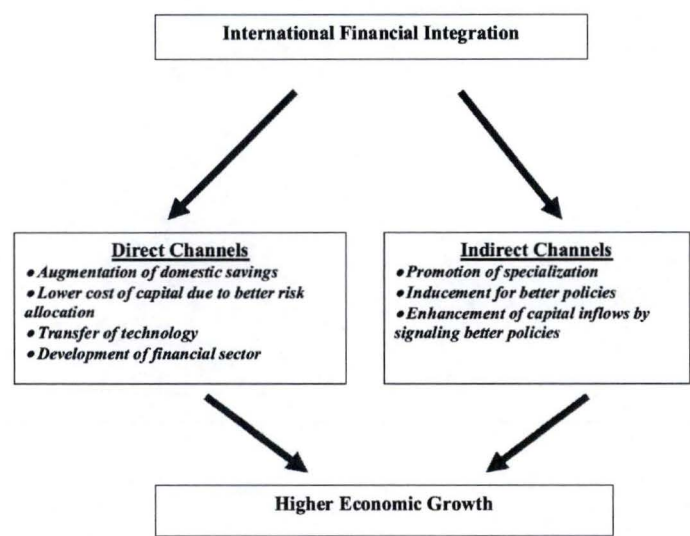 International Financial Integration
Direct Channels
● Augmentation of domestic savings
● Lower cost of capital due to better risk
allocation
● Transfer of technology
● Development of financial sector
Indirect Channels
● Promotion of specialization
● Inducement for better policies
● Enhancement of capital inflows by
signaling better policies
Higher Economic Growth